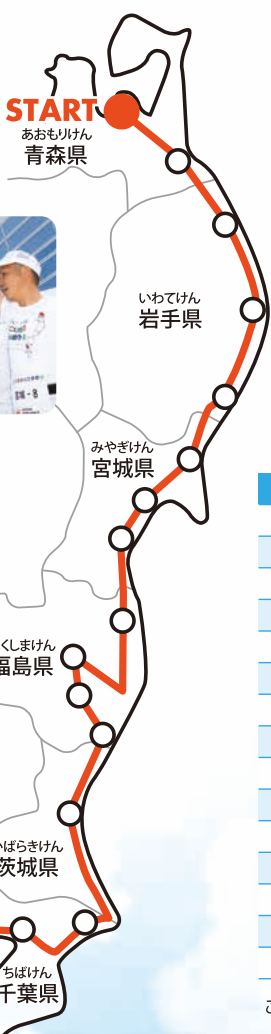 START
あおもりけん
青森県
いわてけん
岩手県
みやぎけん
宮城県
くしまけん
福島県
いばらきけん
茨城県
ちばけん
千葉県